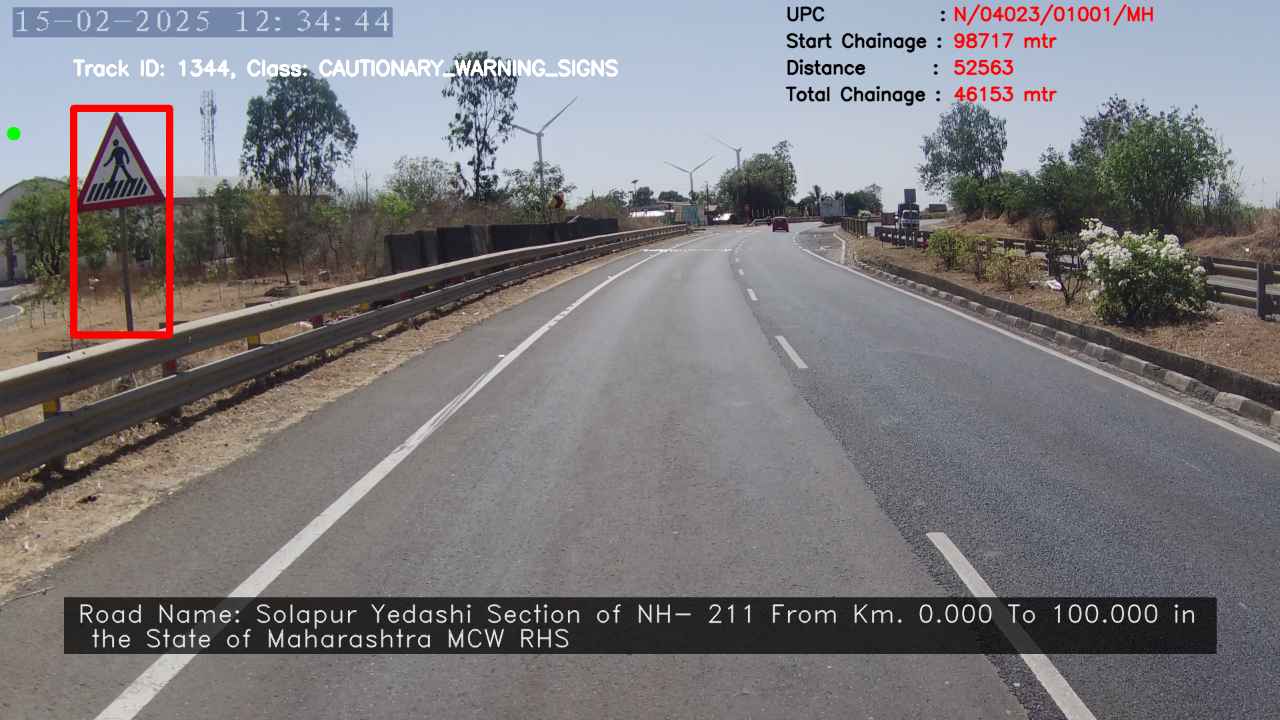 15-02-2025 12:34:44
UPC : N/04023/01001/MH
Start Chainage : 98717 mtr
Distance : 52563
Total Chainage : 46153 mtr
Track ID: 1344, Class: CAUTIONARY_WARNING_SIGNS
Road Name: Solapur Yedashi Section of NH- 211 From Km. 0.000 To 100.000 in
the State of Maharashtra MCW RHS